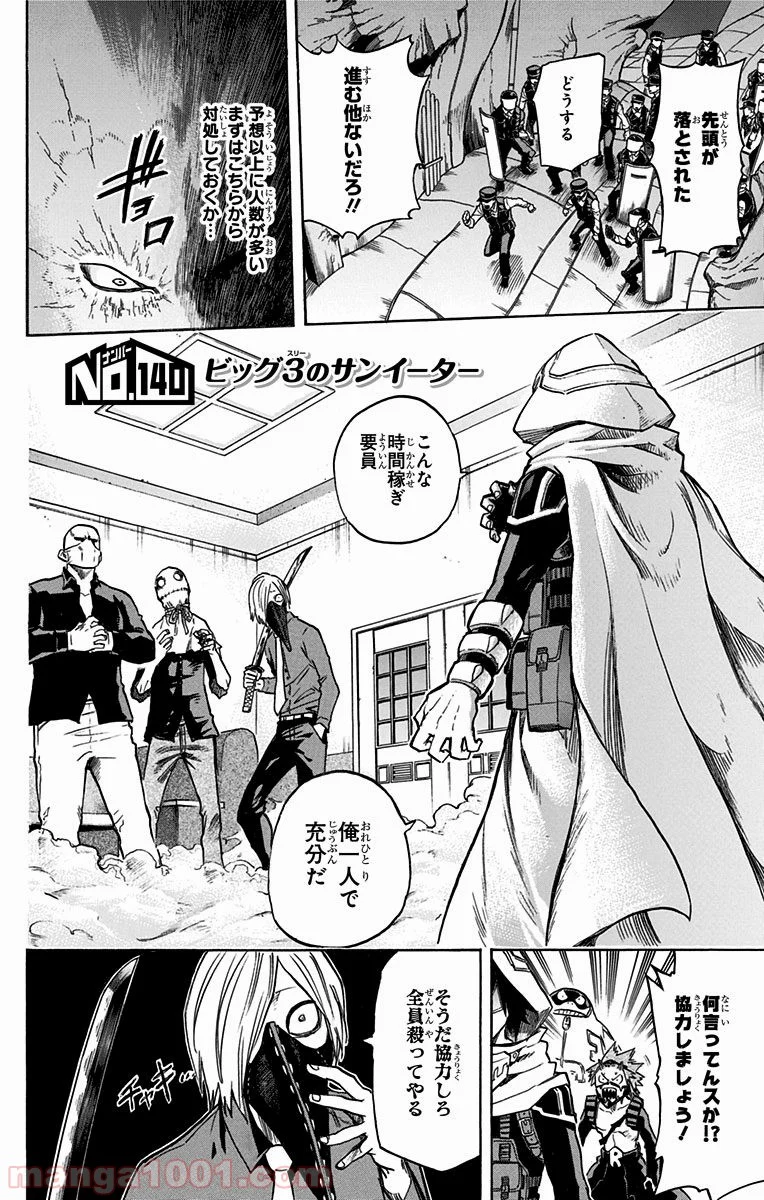 先頭が
落とされた
どうする
進む他ないだろ!!
予想以上に人数が多い
まずはこちらから
対処しておくか…
ギョロ
ナンバー
No.140
ビッグ3のサンイーター
こんな
時間稼ぎ
要員
俺一人で
充分だ
何言ってんスか!?
協力しましょう!
そうだ協力しろ
全員殺ってやる
チャキ…
manga1001.com